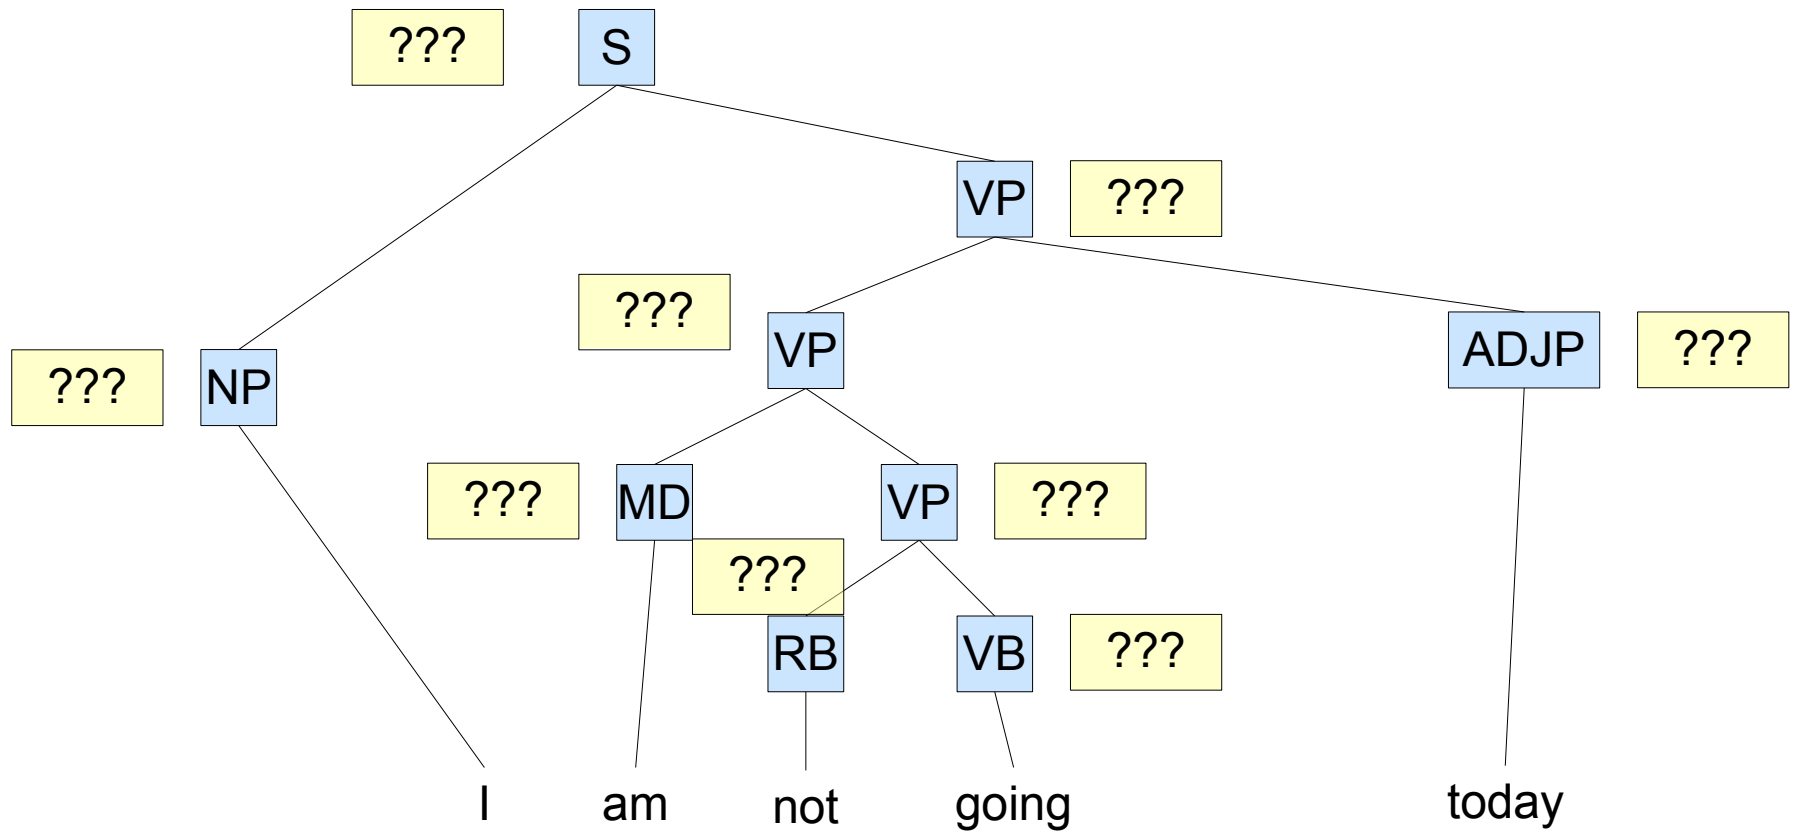 ??? S
VP ???
???
VP
ADJP ???
??? NP
??? MD VP ???
???
RB VB ???
I am not going today